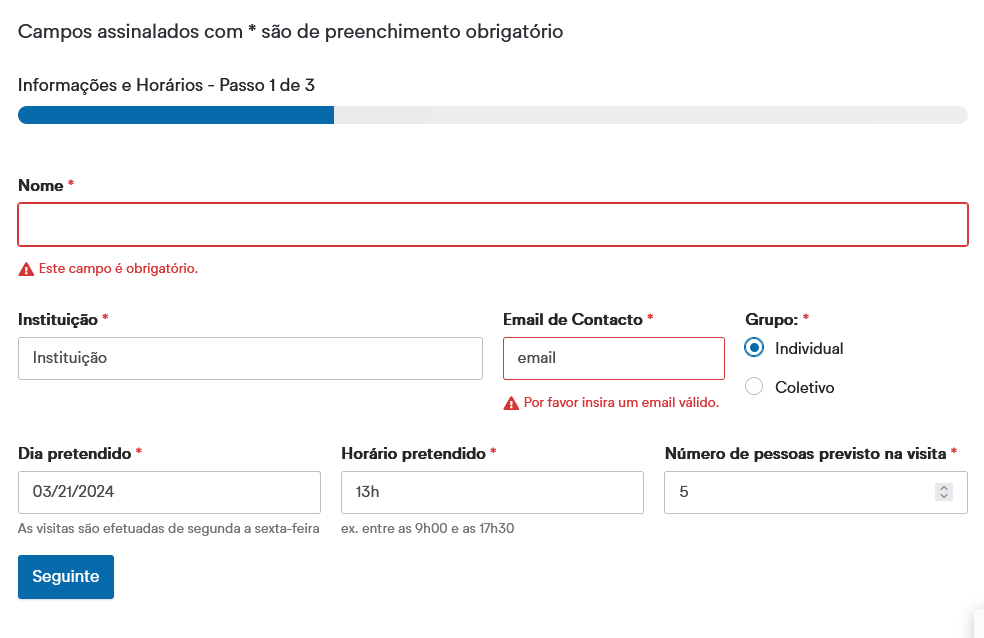 Campos assinalados com * são de preenchimento obrigatório
Informações e Horários - Passo 1 de 3
Nome *
Este campo é obrigatório.
Instituição * Email de Contacto * Grupo: *
Instituição email Individual
Coletivo
Por favor insira um email válido.
Dia pretendido * Horário pretendido * Número de pessoas previsto na visita *
03/21/2024 13h 5
As visitas são efetuadas de segunda a sexta-feira ex. entre as 9h00 e as 17h30
Seguinte